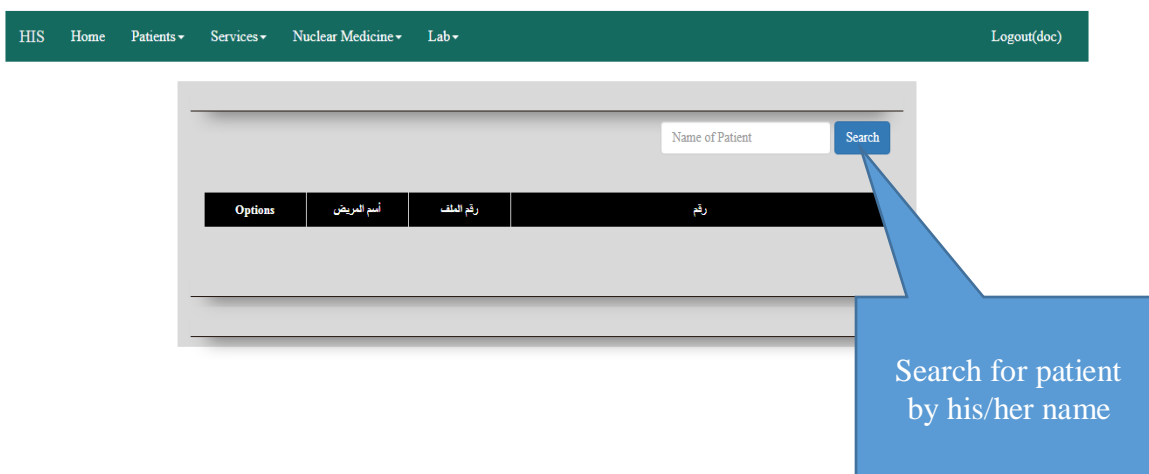 HIS Home Patients Services Nuclear Medicine Lab Logout(doc)
Name of Patient Search
Options أسم المريض رقم الملف رقم
Search for patient
by his/her name